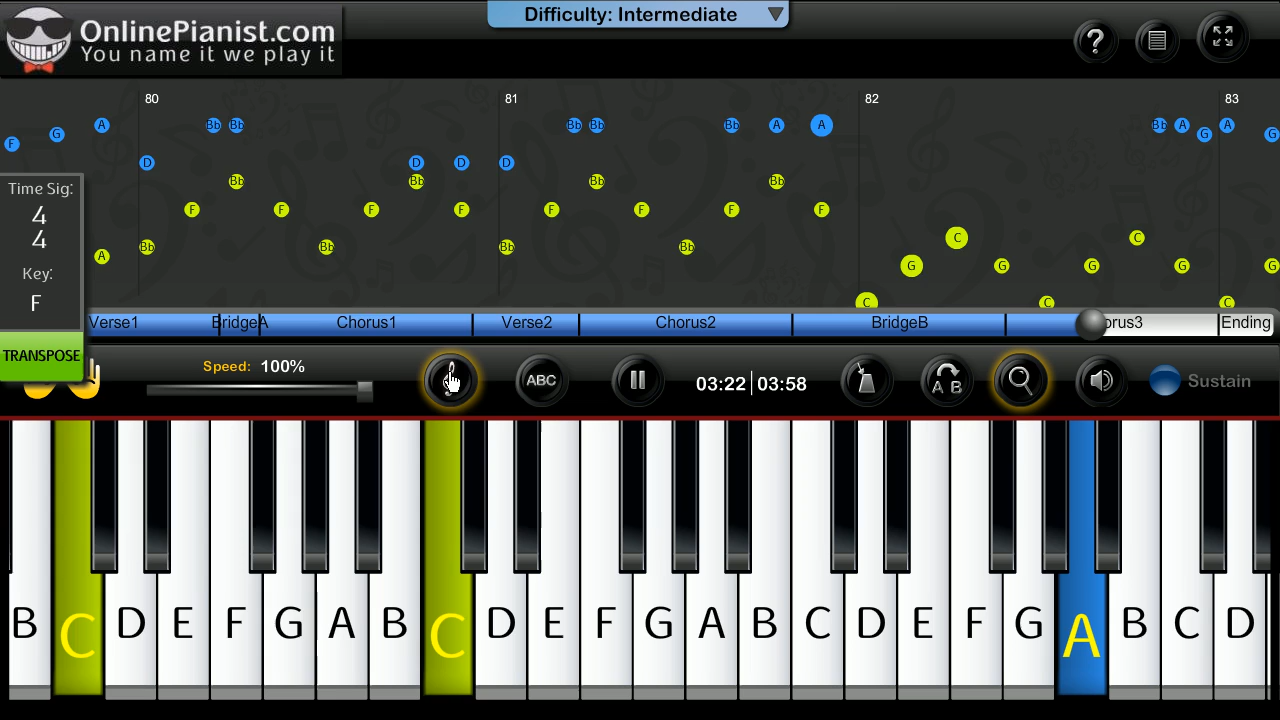 OnlinePianist.com
You name it we play it
Difficulty: Intermediate
?
80 81 82 83
Bb Bb Bb Bb Bb A A Bb A A
F G A G G
D D D D
Bb Bb Bb Bb
F F F F F F F F
C C
A Bb Bb Bb Bb G G G G G
C C C
Time Sig:
4
4
Key:
F
TRANSPOSE
Verse1 BridgeA Chorus1 Verse2 Chorus2 BridgeB orus3 Ending
Speed: 100%
ABC
03:22 03:58
A B
Sustain
B C D E F G A B C D E F G A B C D E F G A B C D